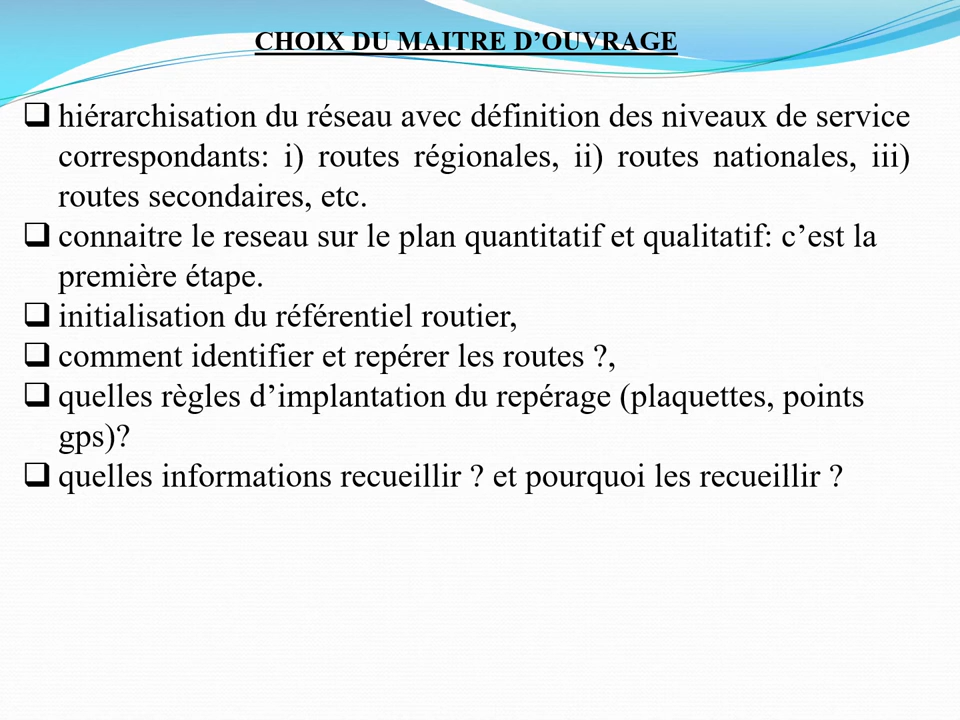 CHOIX DU MAITRE D’OUVRAGE
❑ hiérarchisation du réseau avec définition des niveaux de service
correspondants: i) routes régionales, ii) routes nationales, iii)
routes secondaires, etc.
❑ connaitre le reseau sur le plan quantitatif et qualitatif: c’est la
première étape.
❑ initialisation du référentiel routier,
❑ comment identifier et repérer les routes ?,
❑ quelles règles d’implantation du repérage (plaquettes, points
gps)?
❑ quelles informations recueillir ? et pourquoi les recueillir ?